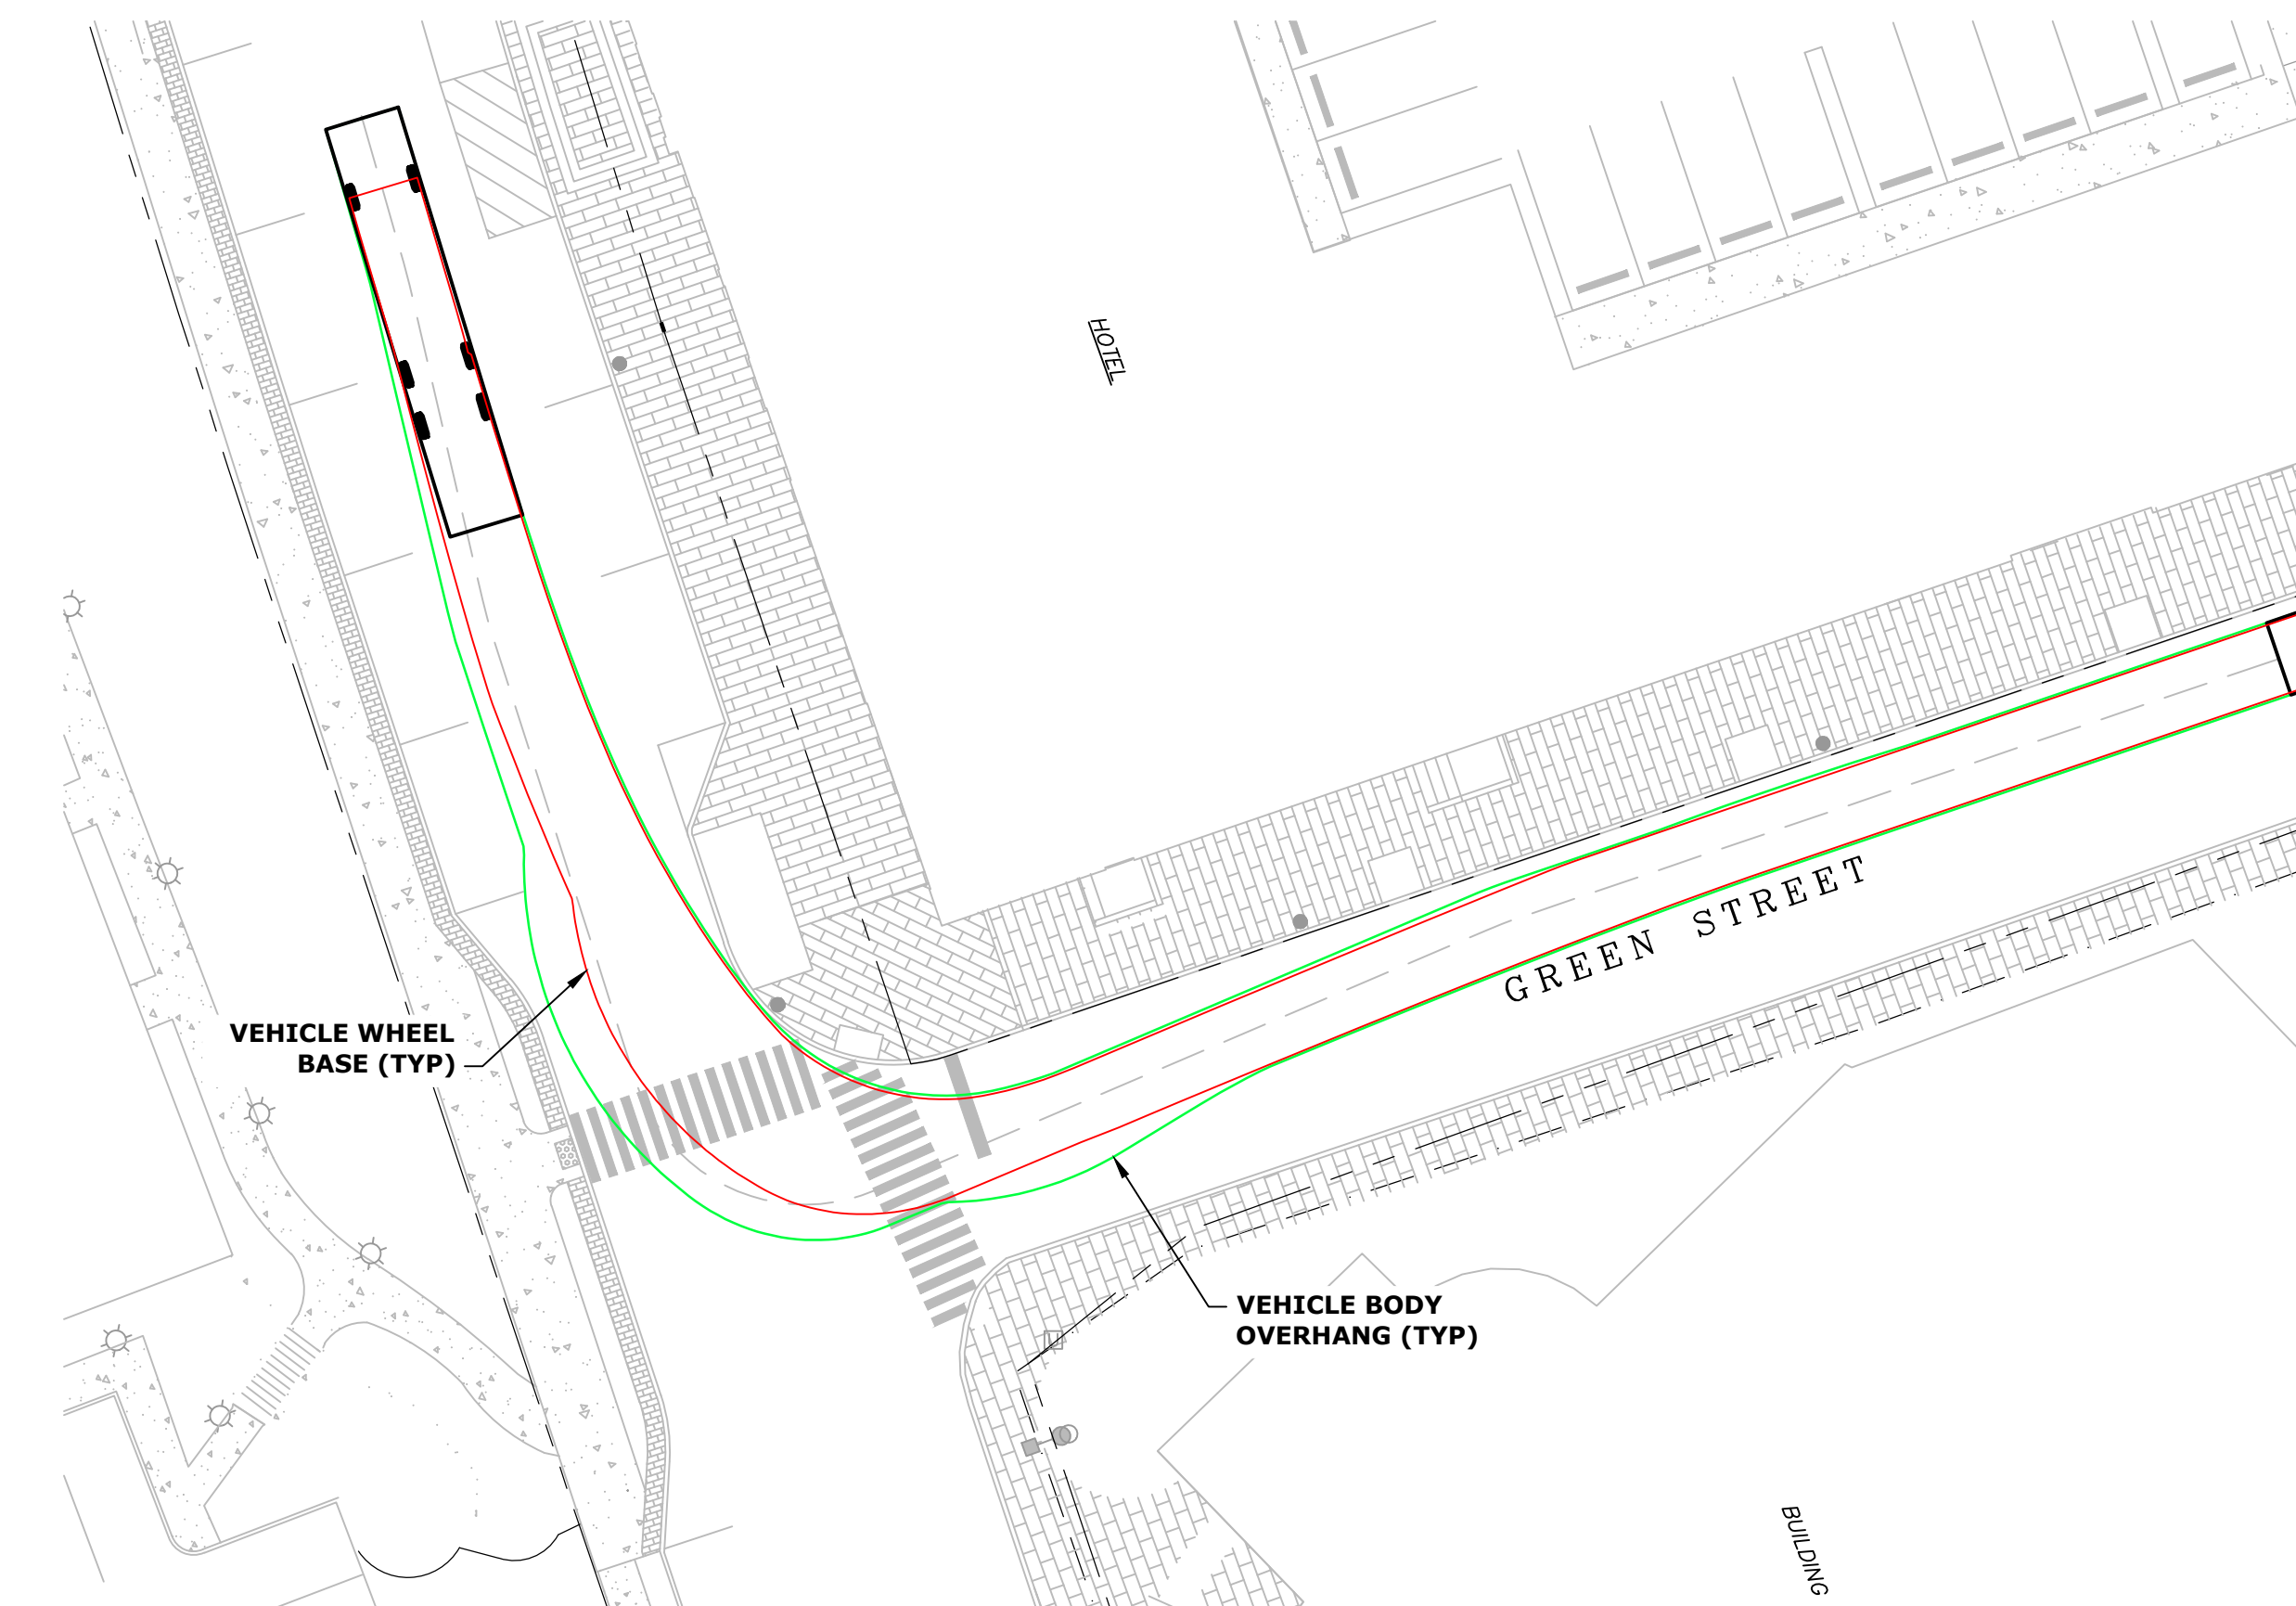 HOTEL
GREEN STREET
VEHICLE WHEEL
BASE (TYP)
VEHICLE BODY
OVERHANG (TYP)
BUILDING